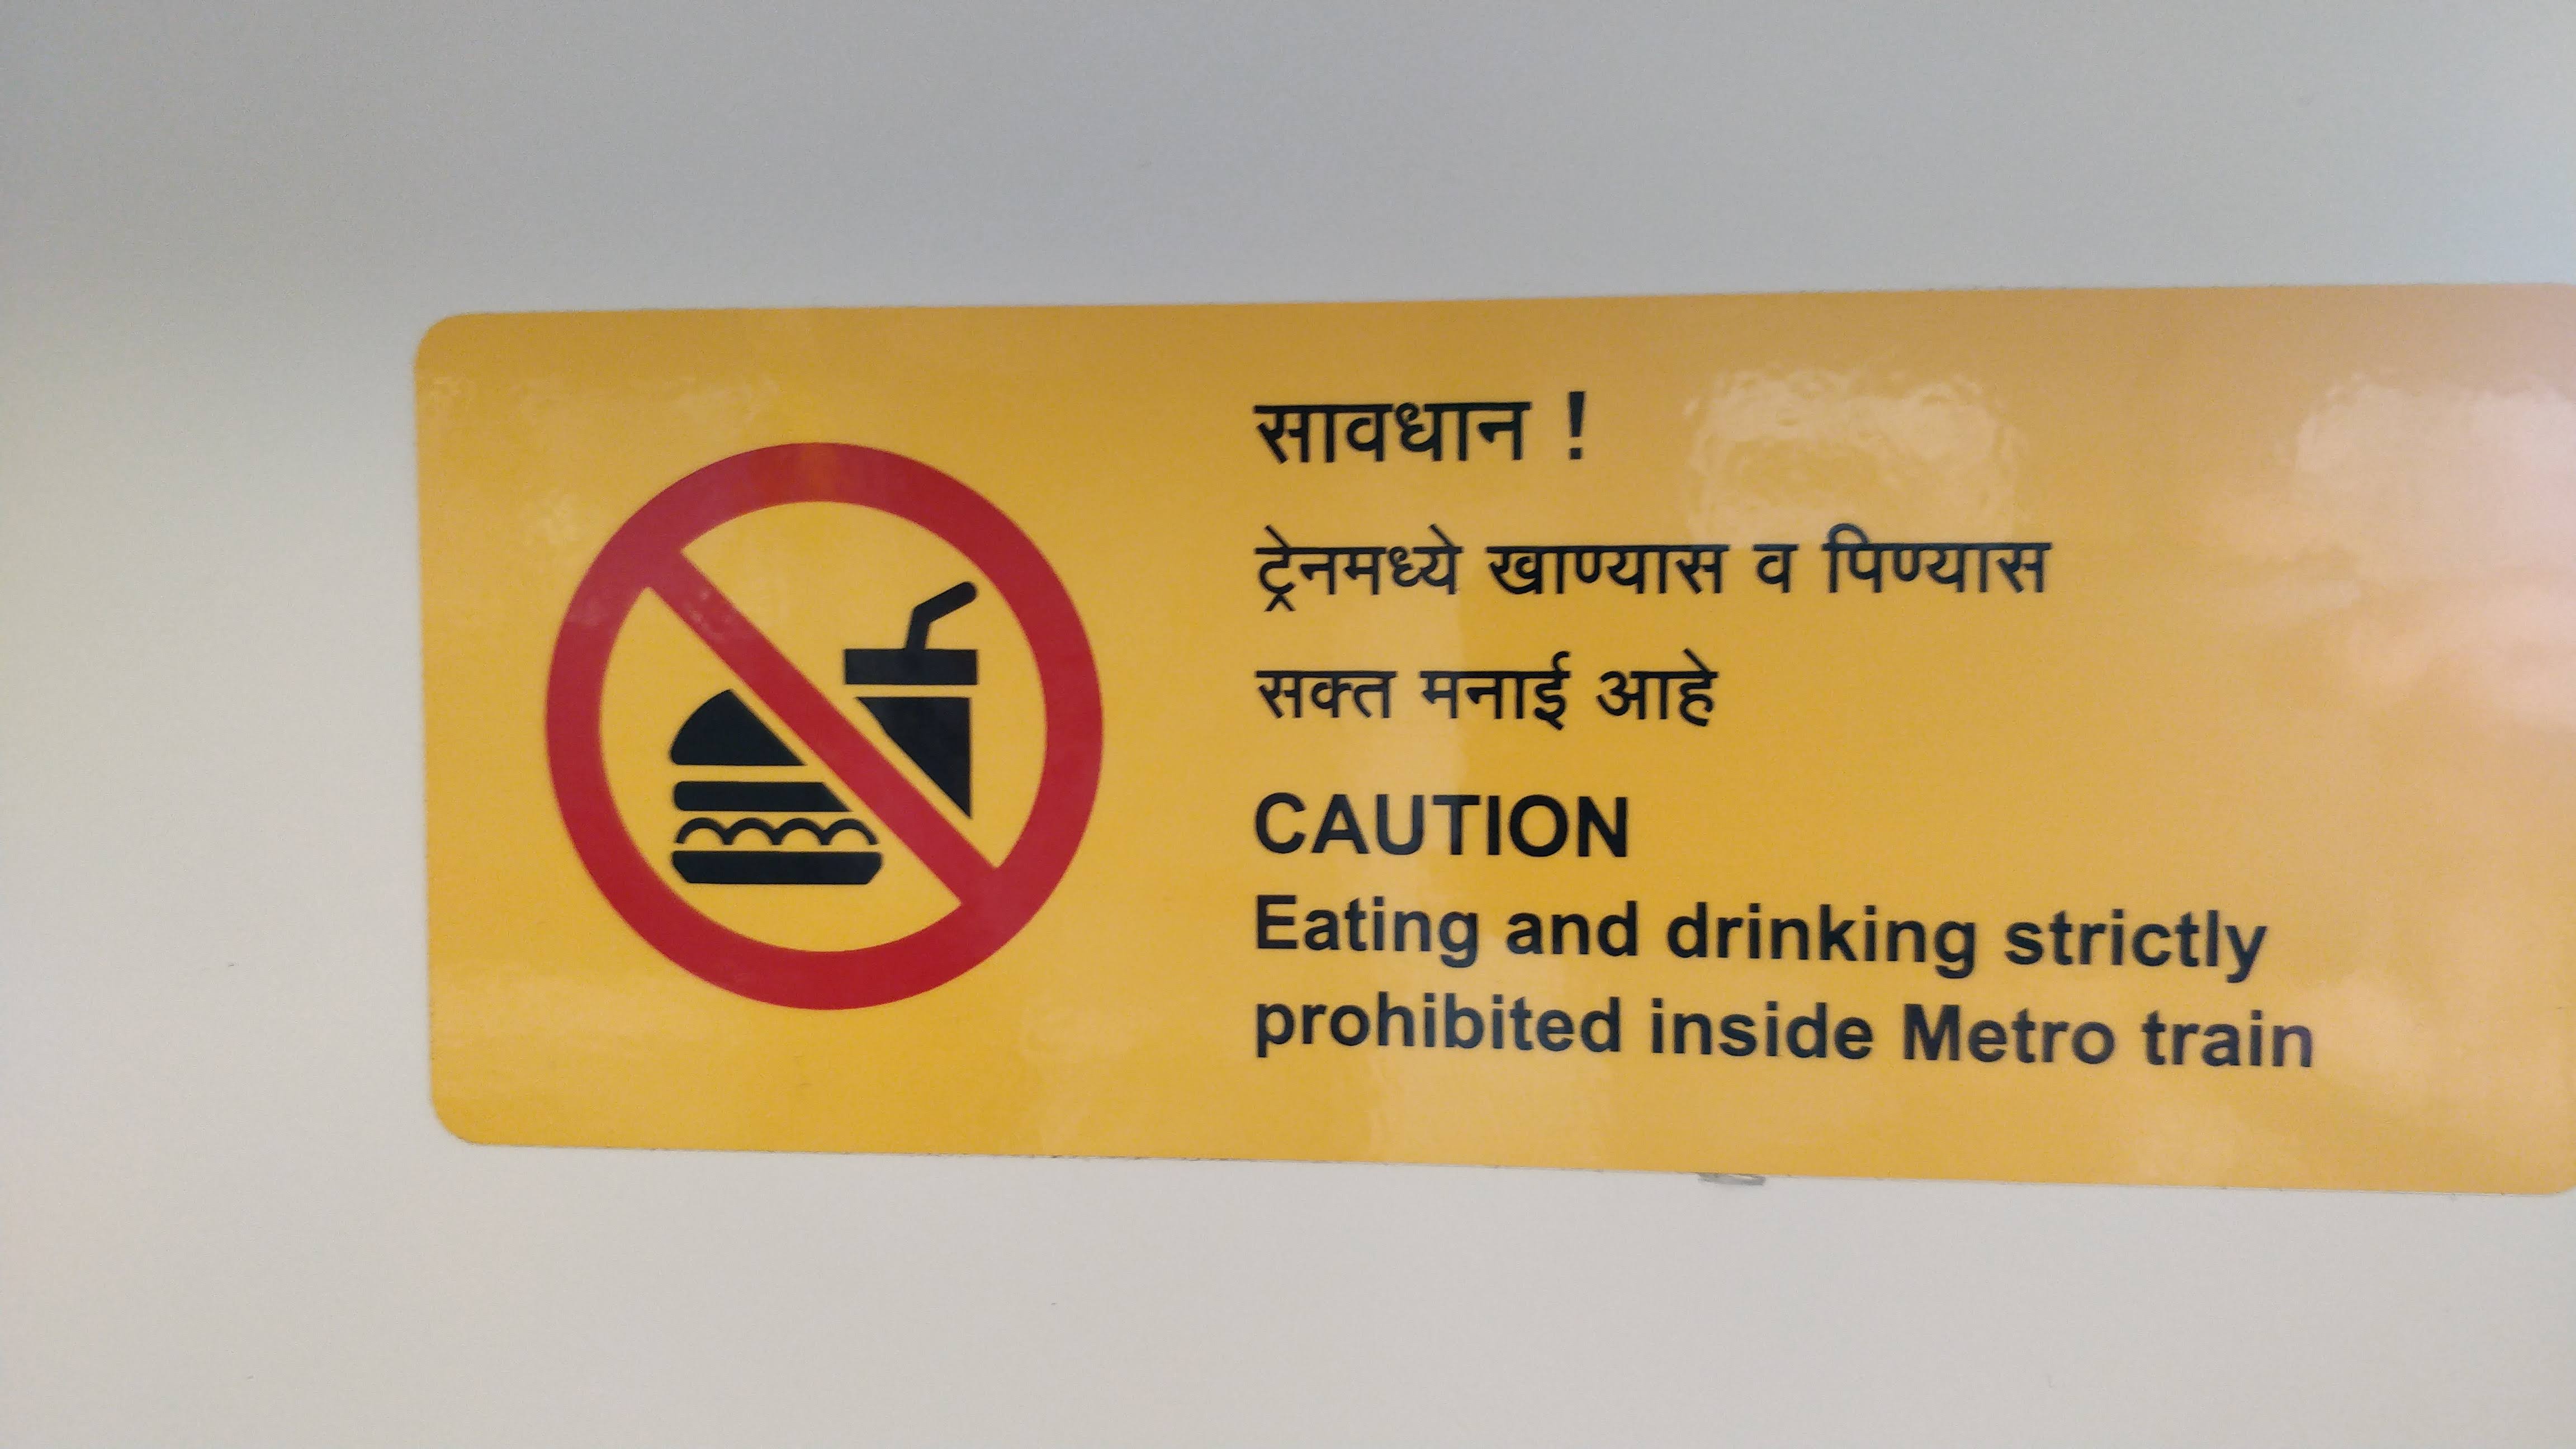 सावधान !
ट्रेनमध्ये खाण्यास व पिण्यास
सक्त मनाई आहे
CAUTION
Eating and drinking strictly
prohibited inside Metro train